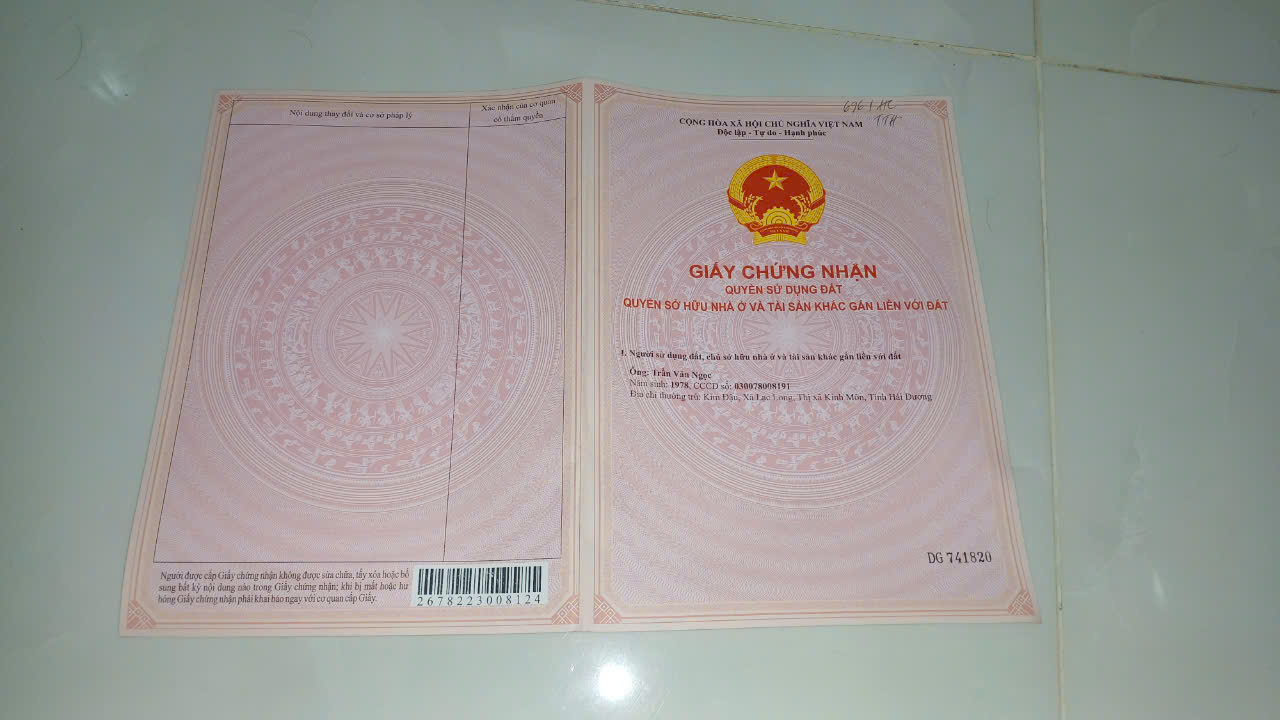 Nội dung thay đổi và cơ sở pháp lý
Xác nhận của cơ quan
có thẩm quyền
Người được cấp Giấy chứng nhận không được sửa chữa, tẩy xóa hoặc bổ
sung bất kỳ nội dung nào trong Giấy chứng nhận; khi bị mất hoặc hư
hỏng Giấy chứng nhận phải khai báo ngay với cơ quan cấp Giấy.
2678223008124
CỘNG HÒA XÃ HỘI CHỦ NGHĨA VIỆT NAM
TTH
Độc lập - Tự do - Hạnh phúc
VIỆT NAM
GIẤY CHỨNG NHẬN
QUYỀN SỬ DỤNG ĐẤT
QUYỀN SỞ HỮU NHÀ Ở VÀ TÀI SẢN KHÁC GẮN LIỀN VỚI ĐẤT
I. Người sử dụng đất, chủ sở hữu nhà ở và tài sản khác gắn liền với đất
Ông: Trần Văn Ngọc
Năm sinh: 1978, CCCD số: 030078008191
Địa chỉ thường trú: Kim Đậu, Xã Lạc Long, Thị xã Kinh Môn, Tỉnh Hải Dương
DG 741820